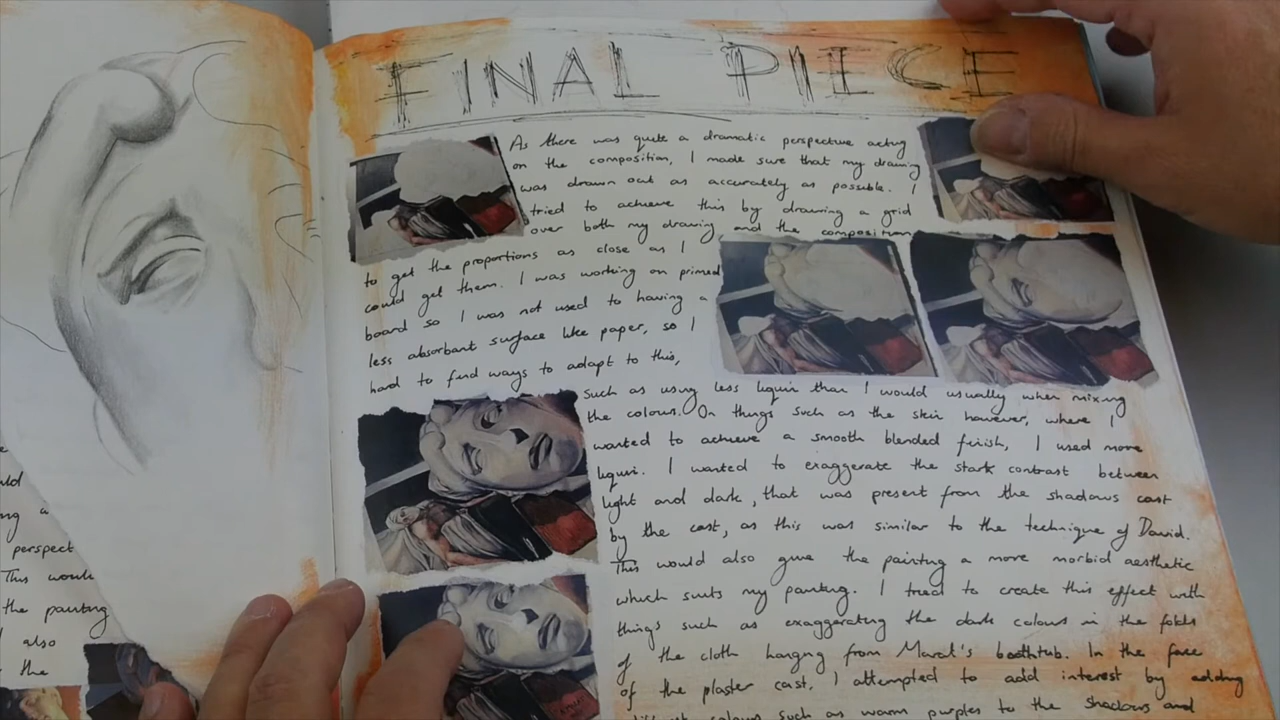 FINAL PIECE
As there was quite a dramatic perspective acting
on the composition, I made sure that my drawing
was drawn out as accurately as possible. I
tried to achieve this by drawing a grid
over both my drawing and the composition
to get the proportions as close as I
could get them. I was working on primed
board so I was not used to having a
less absorbant surface like paper, so I
had to find ways to adapt to this,
such as using less liquin than I would usually when mixing
the colours. On things such as the skin however, where I
wanted to achieve a smooth blended finish, I used more
liquin. I wanted to exaggerate the stark contrast between
light and dark, that was present from the shadows cast
by the cast, as this was similar to the technique of David.
This would also give the painting a more morbid aesthetic
which suits my painting. I tried to create this effect with
things such as exaggerating the dark colours in the folds
of the cloth hanging from Marat's bathtub. In the face
of the plaster cast, I attempted to add interest by adding
different colours such as warm purples to the shadows and
perspect
This would
the painting
also
the